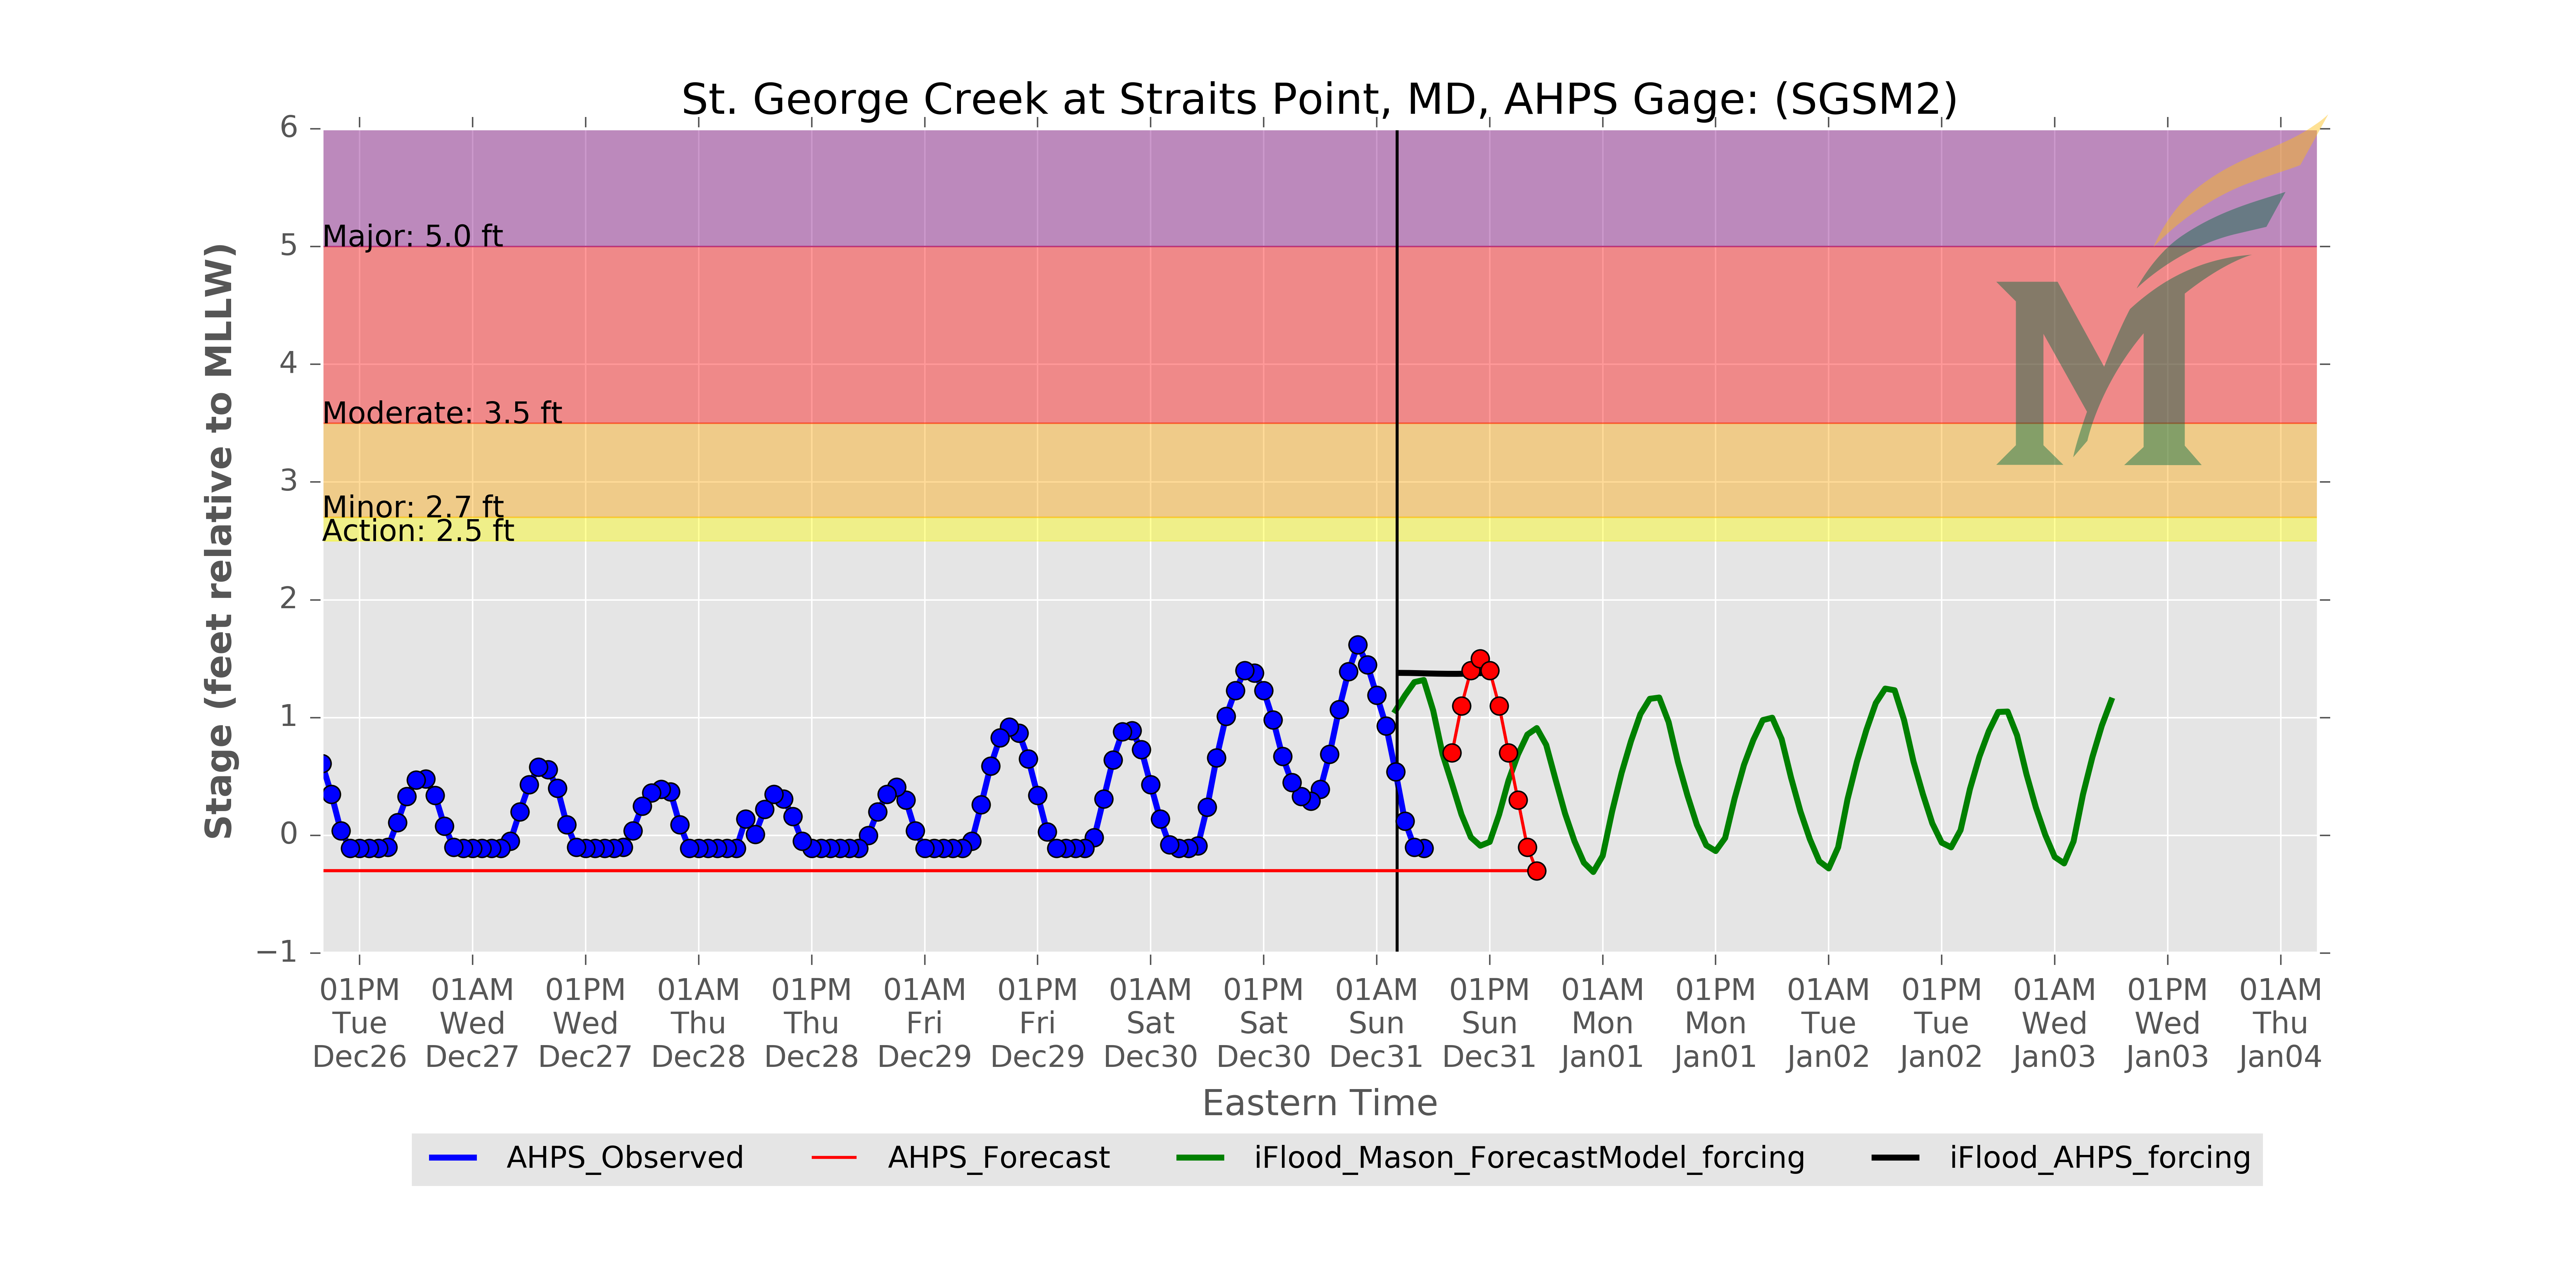 St. George Creek at Straits Point, MD, AHPS Gage: (SGSM2)
Stage (feet relative to MLLW)
6
5
4
3
2
1
0
−1
Major: 5.0 ft
Moderate: 3.5 ft
Minor: 2.7 ft
Action: 2.5 ft
M
01PM 01AM 01PM 01AM 01PM 01AM 01PM 01AM 01PM 01AM 01PM 01AM 01PM 01AM 01PM 01AM 01PM 01AM
Tue Wed Wed Thu Thu Fri Fri Sat Sat Sun Sun Mon Mon Tue Tue Wed Wed Thu
Dec26 Dec27 Dec27 Dec28 Dec28 Dec29 Dec29 Dec30 Dec30 Dec31 Dec31 Jan01 Jan01 Jan02 Jan02 Jan03 Jan03 Jan04
Eastern Time
AHPS_Observed AHPS_Forecast iFlood_Mason_ForecastModel_forcing iFlood_AHPS_forcing